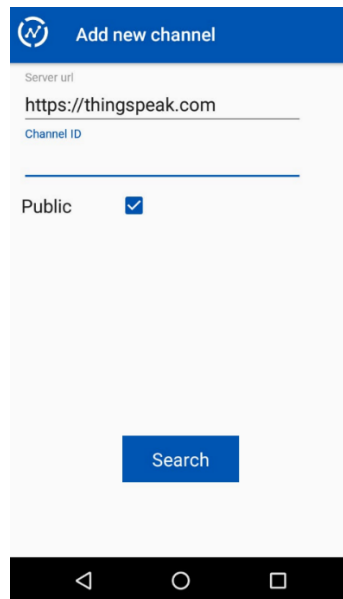 Add new channel
Server url
https://thingspeak.com
Channel ID
Public
Search